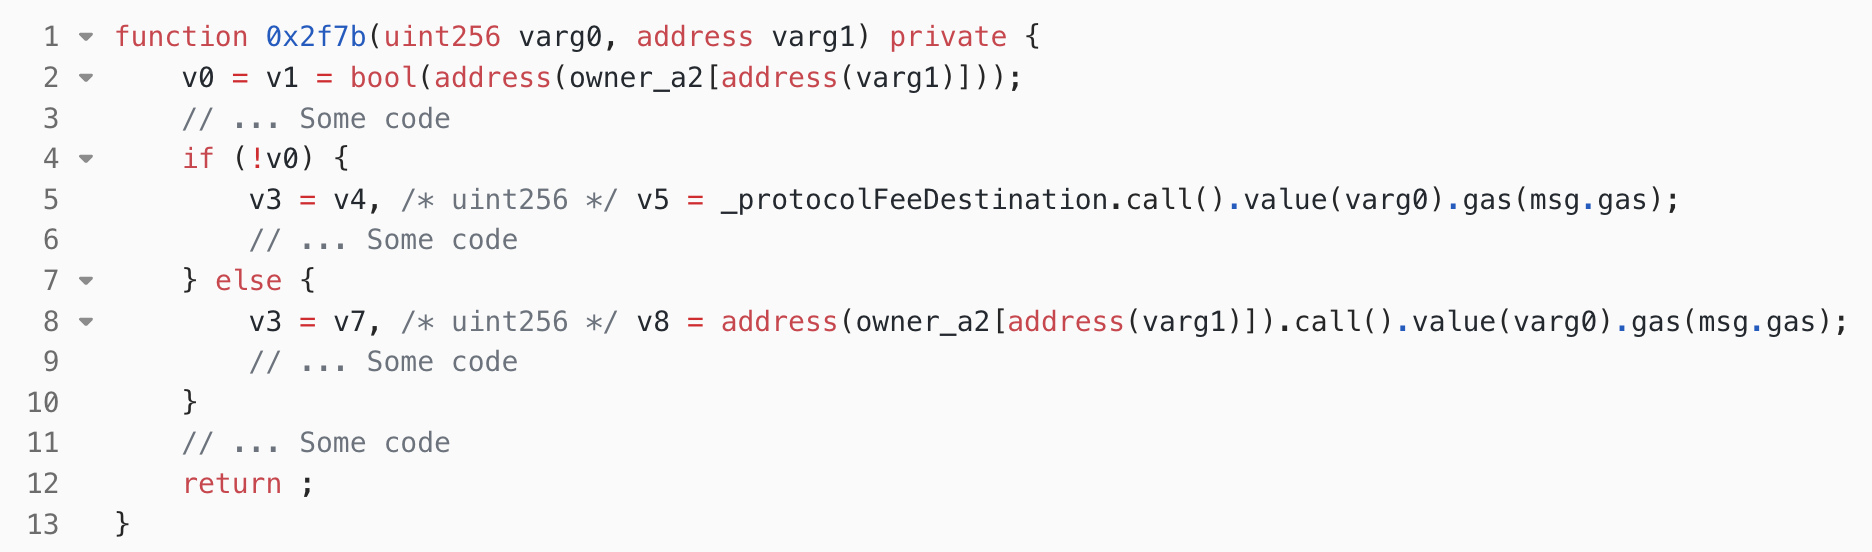 1 function 0x2f7b(uint256 varg0, address varg1) private {
2 v0 = v1 = bool(address(owner_a2[address(varg1)]));
3 // ... Some code
4 if (!v0) {
5 v3 = v4, /* uint256 */ v5 = _protocolFeeDestination.call().value(varg0).gas(msg.gas);
6 // ... Some code
7 } else {
8 v3 = v7, /* uint256 */ v8 = address(owner_a2[address(varg1)]).call().value(varg0).gas(msg.gas);
9 // ... Some code
10 }
11 // ... Some code
12 return ;
13 }